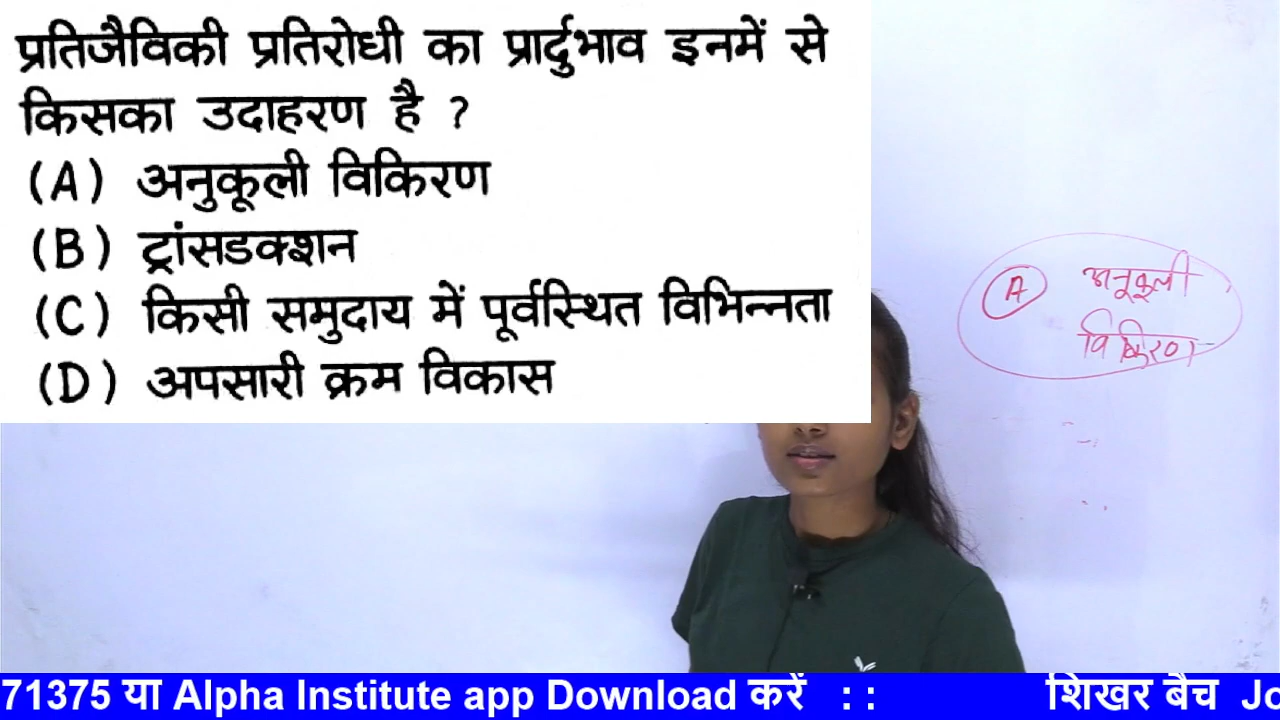 प्रतिजैविकी प्रतिरोधी का प्रार्दुभाव इनमें से
किसका उदाहरण है ?
(A) अनुकूली विकिरण
(B) ट्रांसडक्शन
(C) किसी समुदाय में पूर्वस्थित विभिन्नता
(D) अपसारी क्रम विकास
A अनुकूली
विकिरण
71375 या Alpha Institute app Download करें : : शिखर बैच Jo